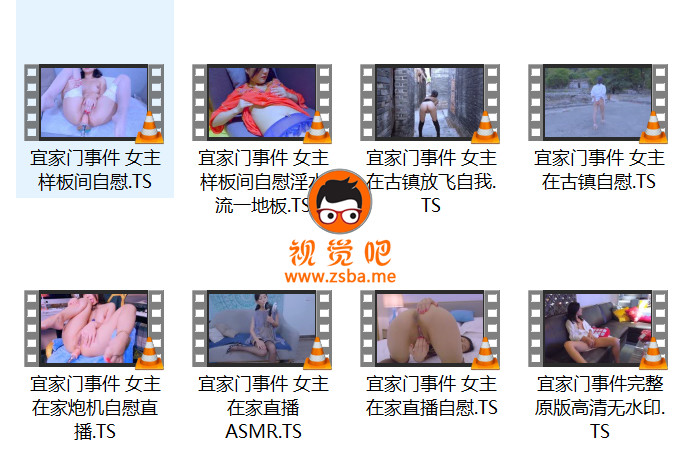 宜家门事件 女主
样板间自慰.TS
宜家门事件 女主
样板间自慰淫水
流一地板.TS
宜家门事件 女主
在古镇放飞自我.
TS
宜家门事件 女主
在古镇自慰.TS
视觉吧
www.zsba.me
宜家门事件 女主
在家炮机自慰直
播.TS
宜家门事件 女主
在家直播
ASMR.TS
宜家门事件 女主
在家直播自慰.TS
宜家门事件完整
原版高清无水印.
TS